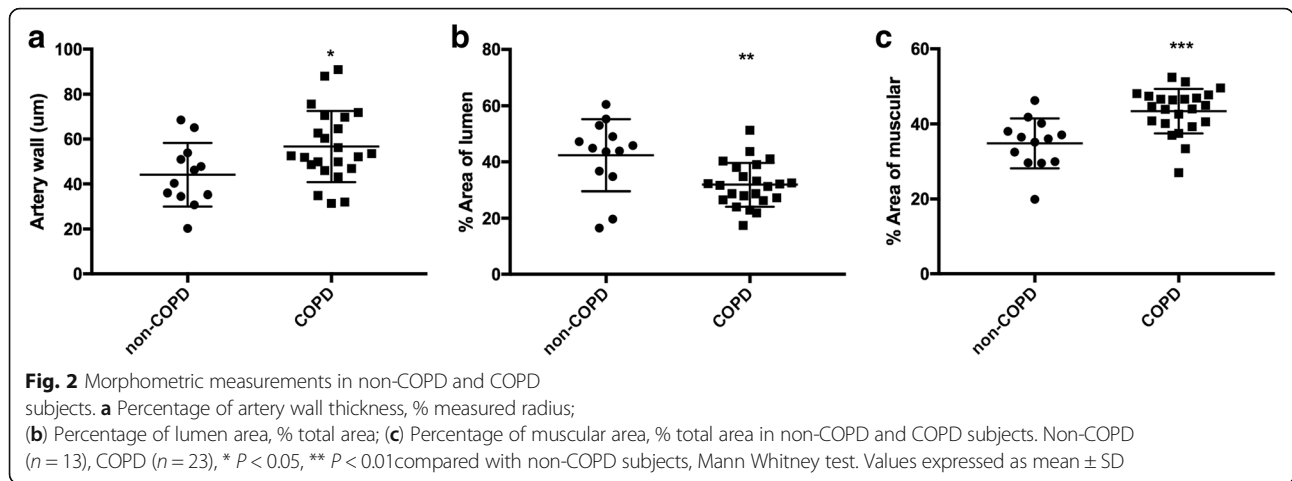 a
100
80
60
40
20
0
Artery wall (um)
*
non-COPD
COPD
b
80
60
40
20
0
% Area of lumen
**
non-COPD
COPD
c
60
40
20
0
% Area of muscular
***
non-COPD
COPD
Fig. 2 Morphometric measurements in non-COPD and COPD
subjects. a Percentage of artery wall thickness, % measured radius;
(b) Percentage of lumen area, % total area; (c) Percentage of muscular area, % total area in non-COPD and COPD subjects. Non-COPD
(n = 13), COPD (n = 23), * P < 0.05, ** P < 0.01compared with non-COPD subjects, Mann Whitney test. Values expressed as mean ± SD